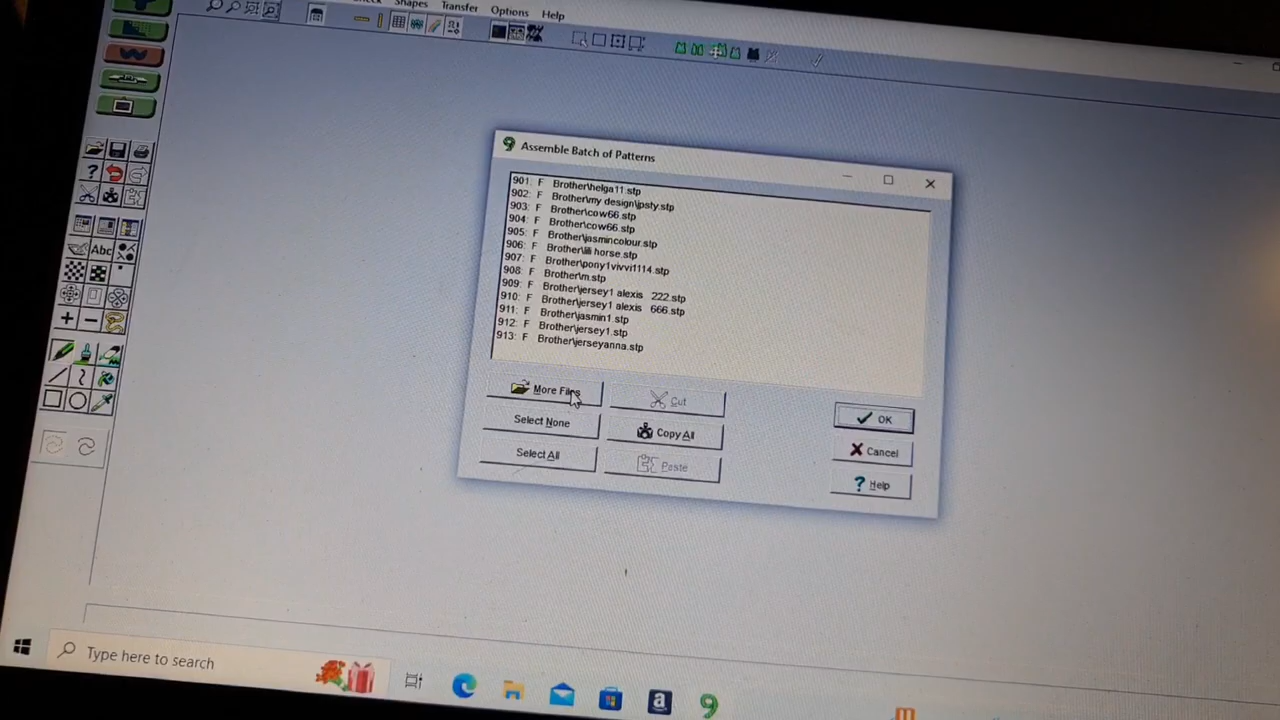 Shapes Transfer Options Help
Assemble Batch of Patterns
901: F Brother\helga11.stp
902: F Brother\my design\jpsty.stp
903: F Brother\cow66.stp
904: F Brother\cow66.stp
905: F Brother\jasmincolour.stp
906: F Brother\lili horse.stp
907: F Brother\pony1vivvi1114.stp
908: F Brother\m.stp
909: F Brother\jersey1 alexis 222.stp
910: F Brother\jersey1 alexis 666.stp
911: F Brother\jasmin1.stp
912: F Brother\jersey1.stp
913: F Brother\jerseyanna.stp
More Files Cut OK
Select None Copy All Cancel
Select All Paste Help
Abc
Type here to search